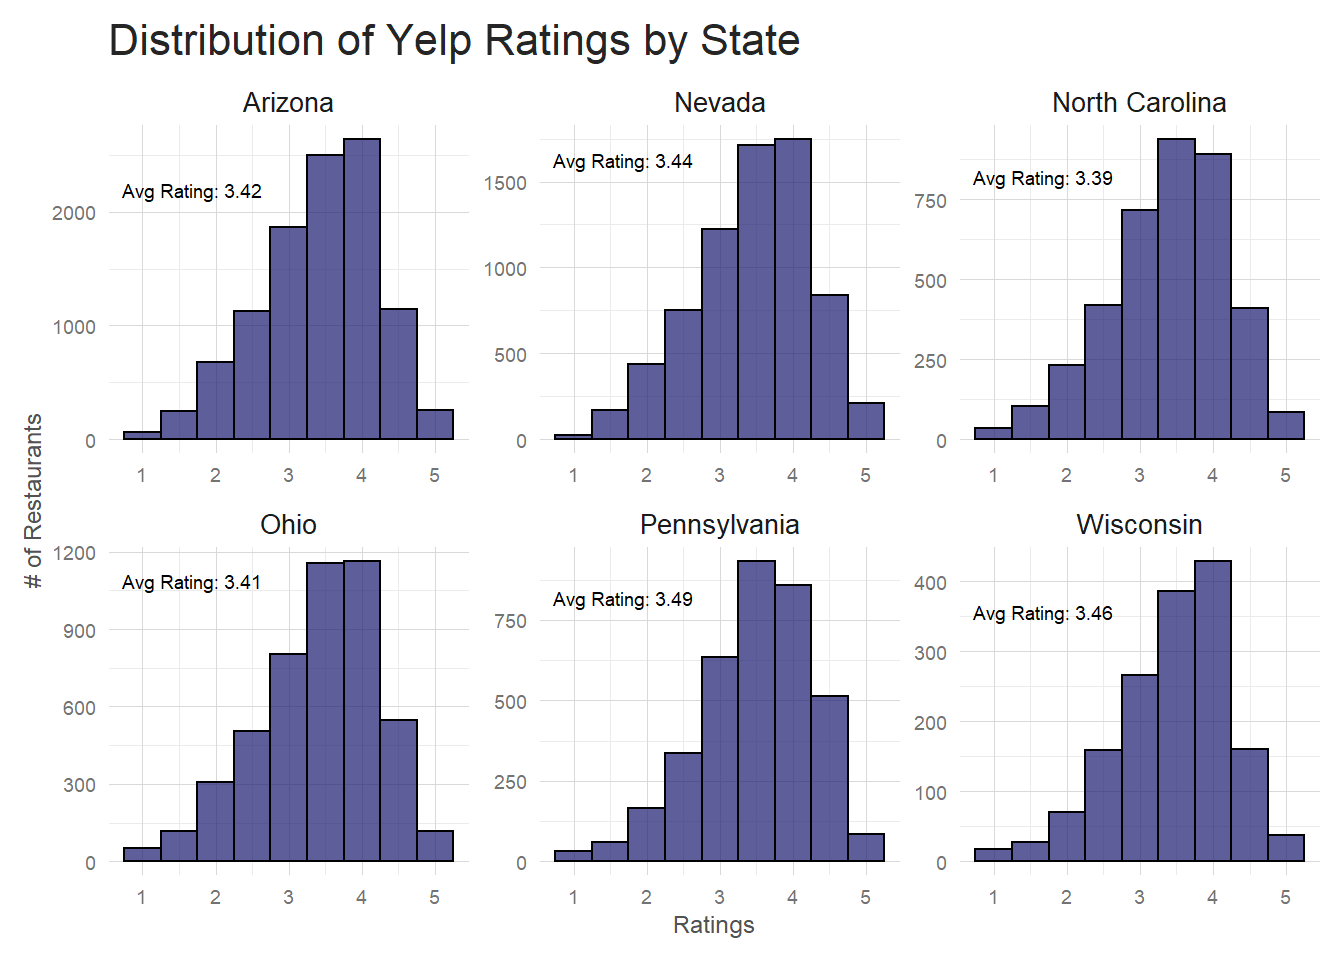 Distribution of Yelp Ratings by State
Arizona
Nevada
North Carolina
Avg Rating: 3.42
2000
1000
0
1 2 3 4 5
Avg Rating: 3.44
1500
1000
500
0
1 2 3 4 5
Avg Rating: 3.39
750
500
250
0
1 2 3 4 5
# of Restaurants
Ohio
Pennsylvania
Wisconsin
Avg Rating: 3.41
1200
900
600
300
0
1 2 3 4 5
Avg Rating: 3.49
750
500
250
0
1 2 3 4 5
Avg Rating: 3.46
400
300
200
100
0
1 2 3 4 5
Ratings